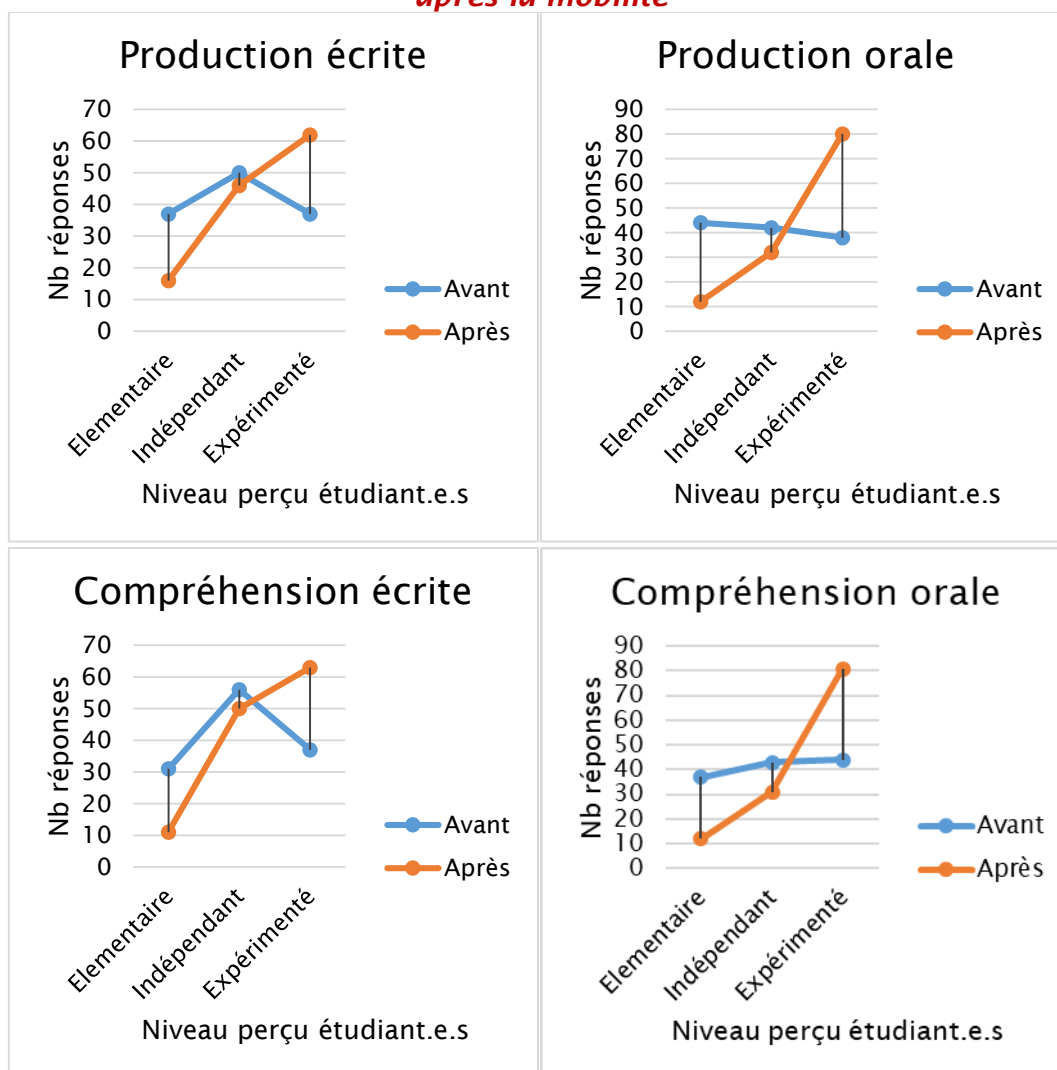 après la mobilité
Production écrite
70
60
50
40
30
20
10
0
Nb réponses
Avant
Après
Elementaire
Indépendant
Expérimenté
Niveau perçu étudiant.e.s
Production orale
90
80
70
60
50
40
30
20
10
0
Nb réponses
Avant
Après
Elementaire
Indépendant
Expérimenté
Niveau perçu étudiant.e.s
Compréhension écrite
70
60
50
40
30
20
10
0
Nb réponses
Avant
Après
Elementaire
Indépendant
Expérimenté
Niveau perçu étudiant.e.s
Compréhension orale
90
80
70
60
50
40
30
20
10
0
Nb réponses
Avant
Après
Elementaire
Indépendant
Expérimenté
Niveau perçu étudiant.e.s